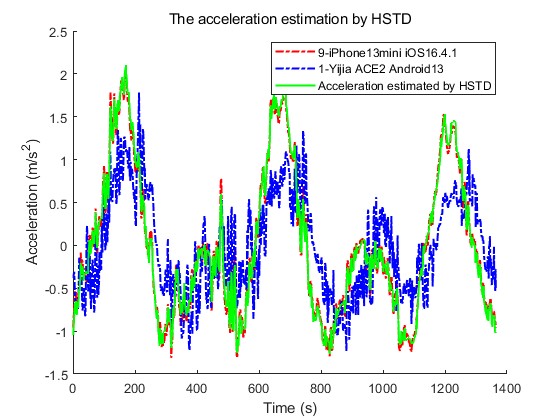 The acceleration estimation by HSTD
2.5
9-iPhone13mini iOS16.4.1
1-Yijia ACE2 Android13
Acceleration estimated by HSTD
2
1.5
1
0.5
0
-0.5
-1
-1.5
Acceleration (m/s²)
0
200
400
600
800
1000
1200
1400
Time (s)